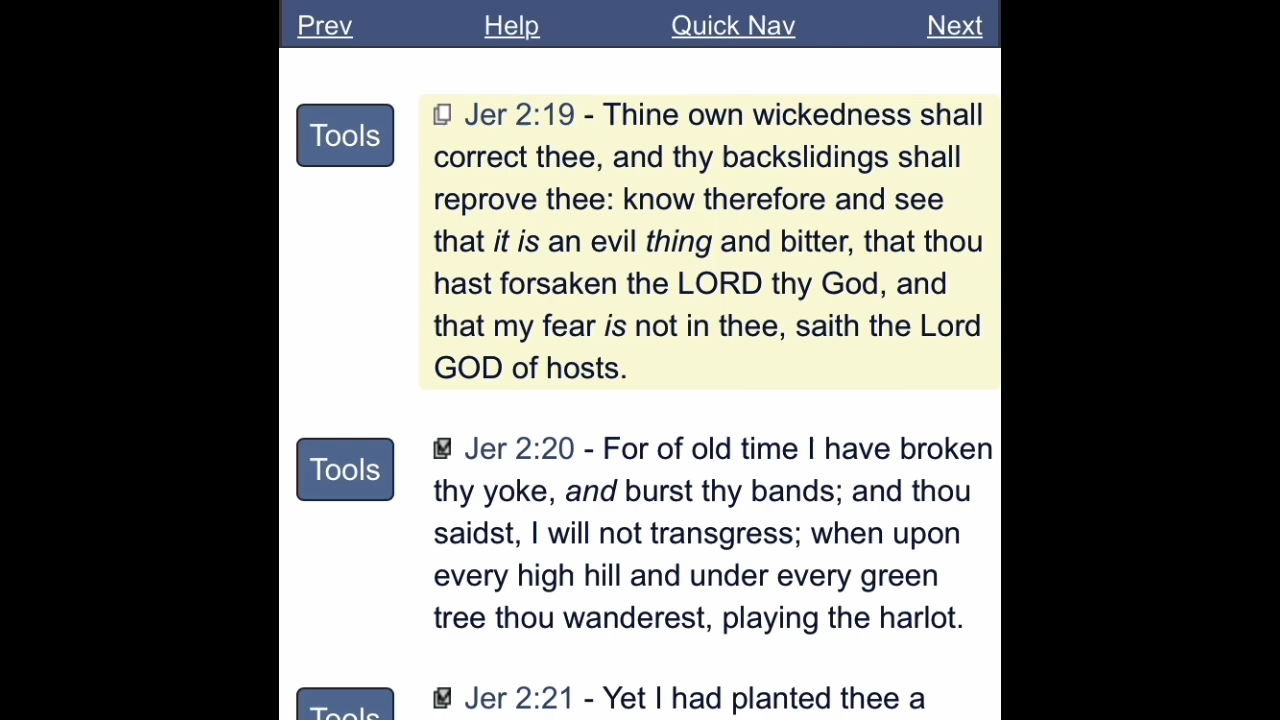 Prev Help Quick Nav Next
Tools
Jer 2:19 - Thine own wickedness shall
correct thee, and thy backslidings shall
reprove thee: know therefore and see
that it is an evil thing and bitter, that thou
hast forsaken the LORD thy God, and
that my fear is not in thee, saith the Lord
GOD of hosts.
Tools
Jer 2:20 - For of old time I have broken
thy yoke, and burst thy bands; and thou
saidst, I will not transgress; when upon
every high hill and under every green
tree thou wanderest, playing the harlot.
Tools
Jer 2:21 - Yet I had planted thee a